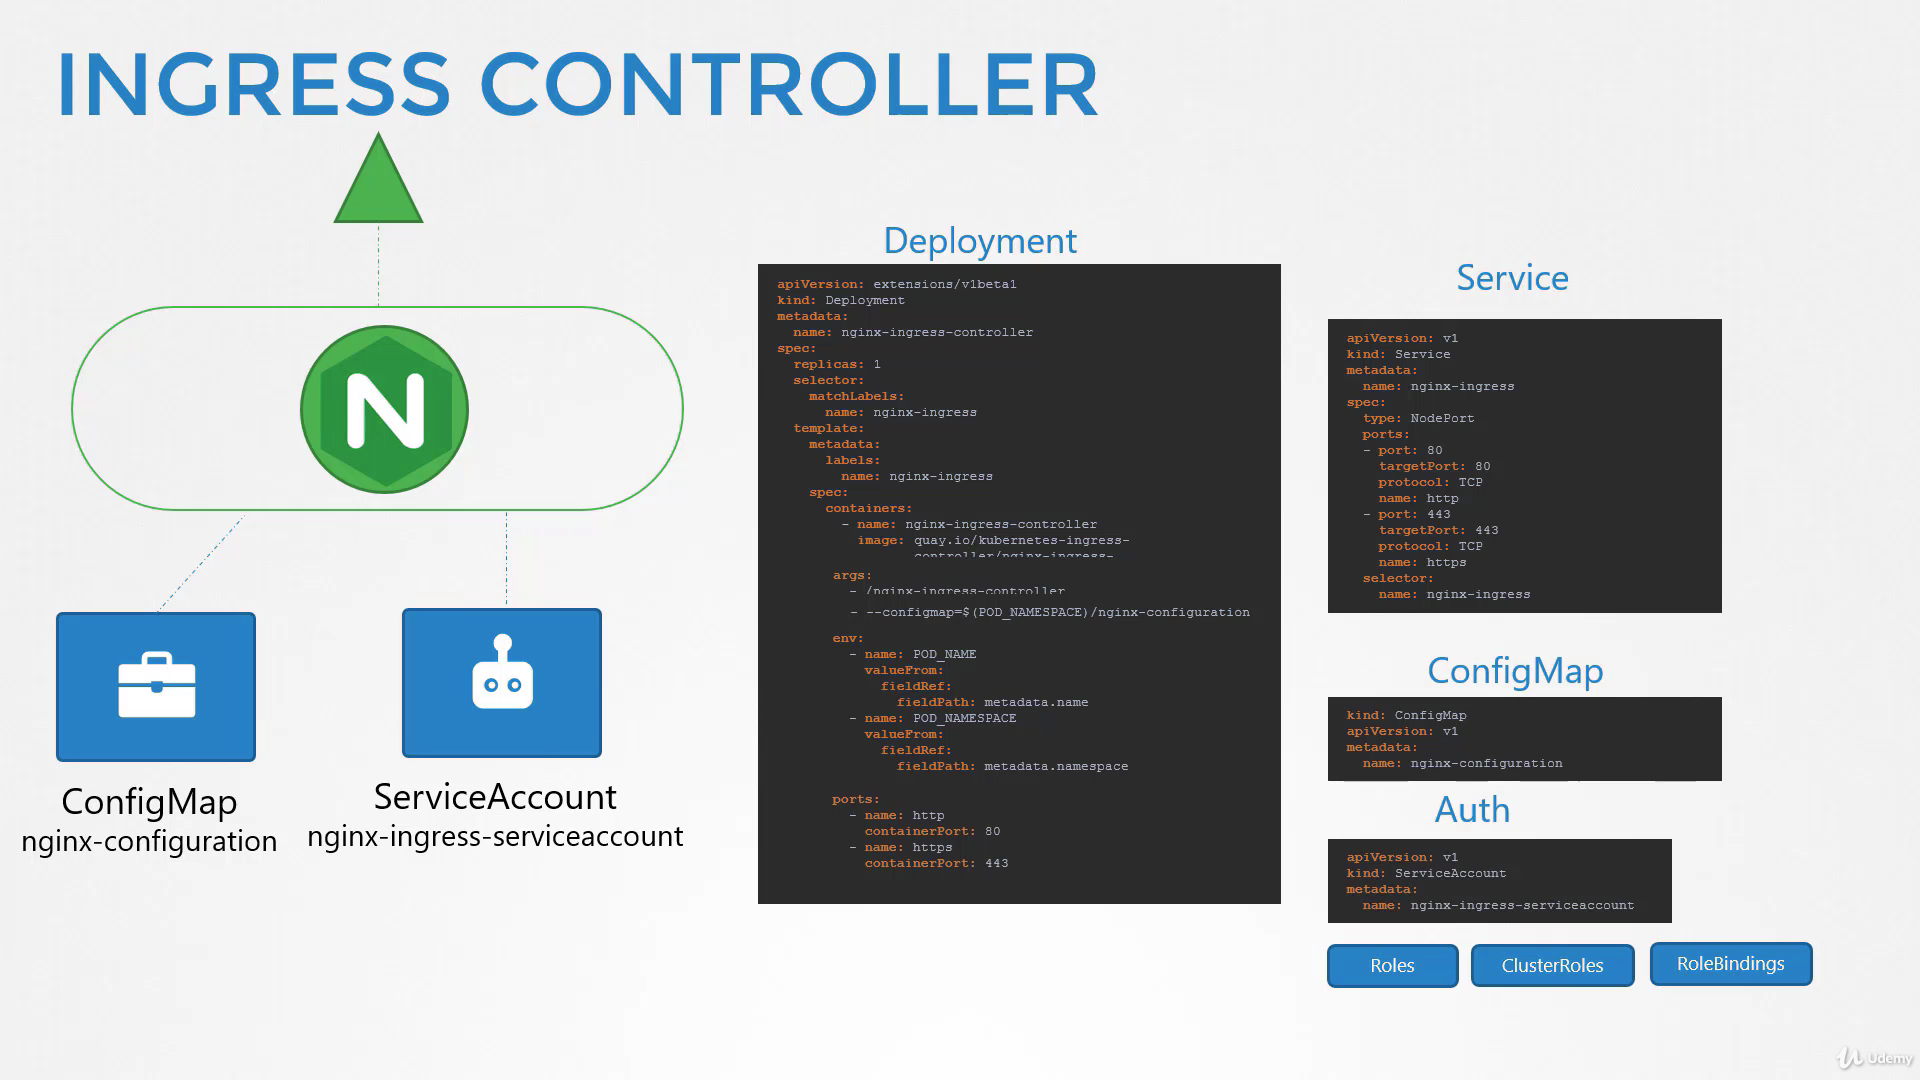 INGRESS CONTROLLER
N
ConfigMap
nginx-configuration
ServiceAccount
nginx-ingress-serviceaccount
Deployment
apiVersion: extensions/v1beta1
kind: Deployment
metadata:
  name: nginx-ingress-controller
spec:
  replicas: 1
  selector:
    matchLabels:
      name: nginx-ingress
  template:
    metadata:
      labels:
        name: nginx-ingress
    spec:
      containers:
        - name: nginx-ingress-controller
          image: quay.io/kubernetes-ingress-
controller/nginx-ingress-
args:
  - /nginx-ingress-controller
  - --configmap=$(POD_NAMESPACE)/nginx-configuration
env:
  - name: POD_NAME
    valueFrom:
      fieldRef:
        fieldPath: metadata.name
  - name: POD_NAMESPACE
    valueFrom:
      fieldRef:
        fieldPath: metadata.namespace
ports:
  - name: http
    containerPort: 80
  - name: https
    containerPort: 443
Service
apiVersion: v1
kind: Service
metadata:
  name: nginx-ingress
spec:
  type: NodePort
  ports:
  - port: 80
    targetPort: 80
    protocol: TCP
    name: http
  - port: 443
    targetPort: 443
    protocol: TCP
    name: https
  selector:
    name: nginx-ingress
ConfigMap
kind: ConfigMap
apiVersion: v1
metadata:
  name: nginx-configuration
Auth
apiVersion: v1
kind: ServiceAccount
metadata:
  name: nginx-ingress-serviceaccount
Roles
ClusterRoles
RoleBindings
Udemy